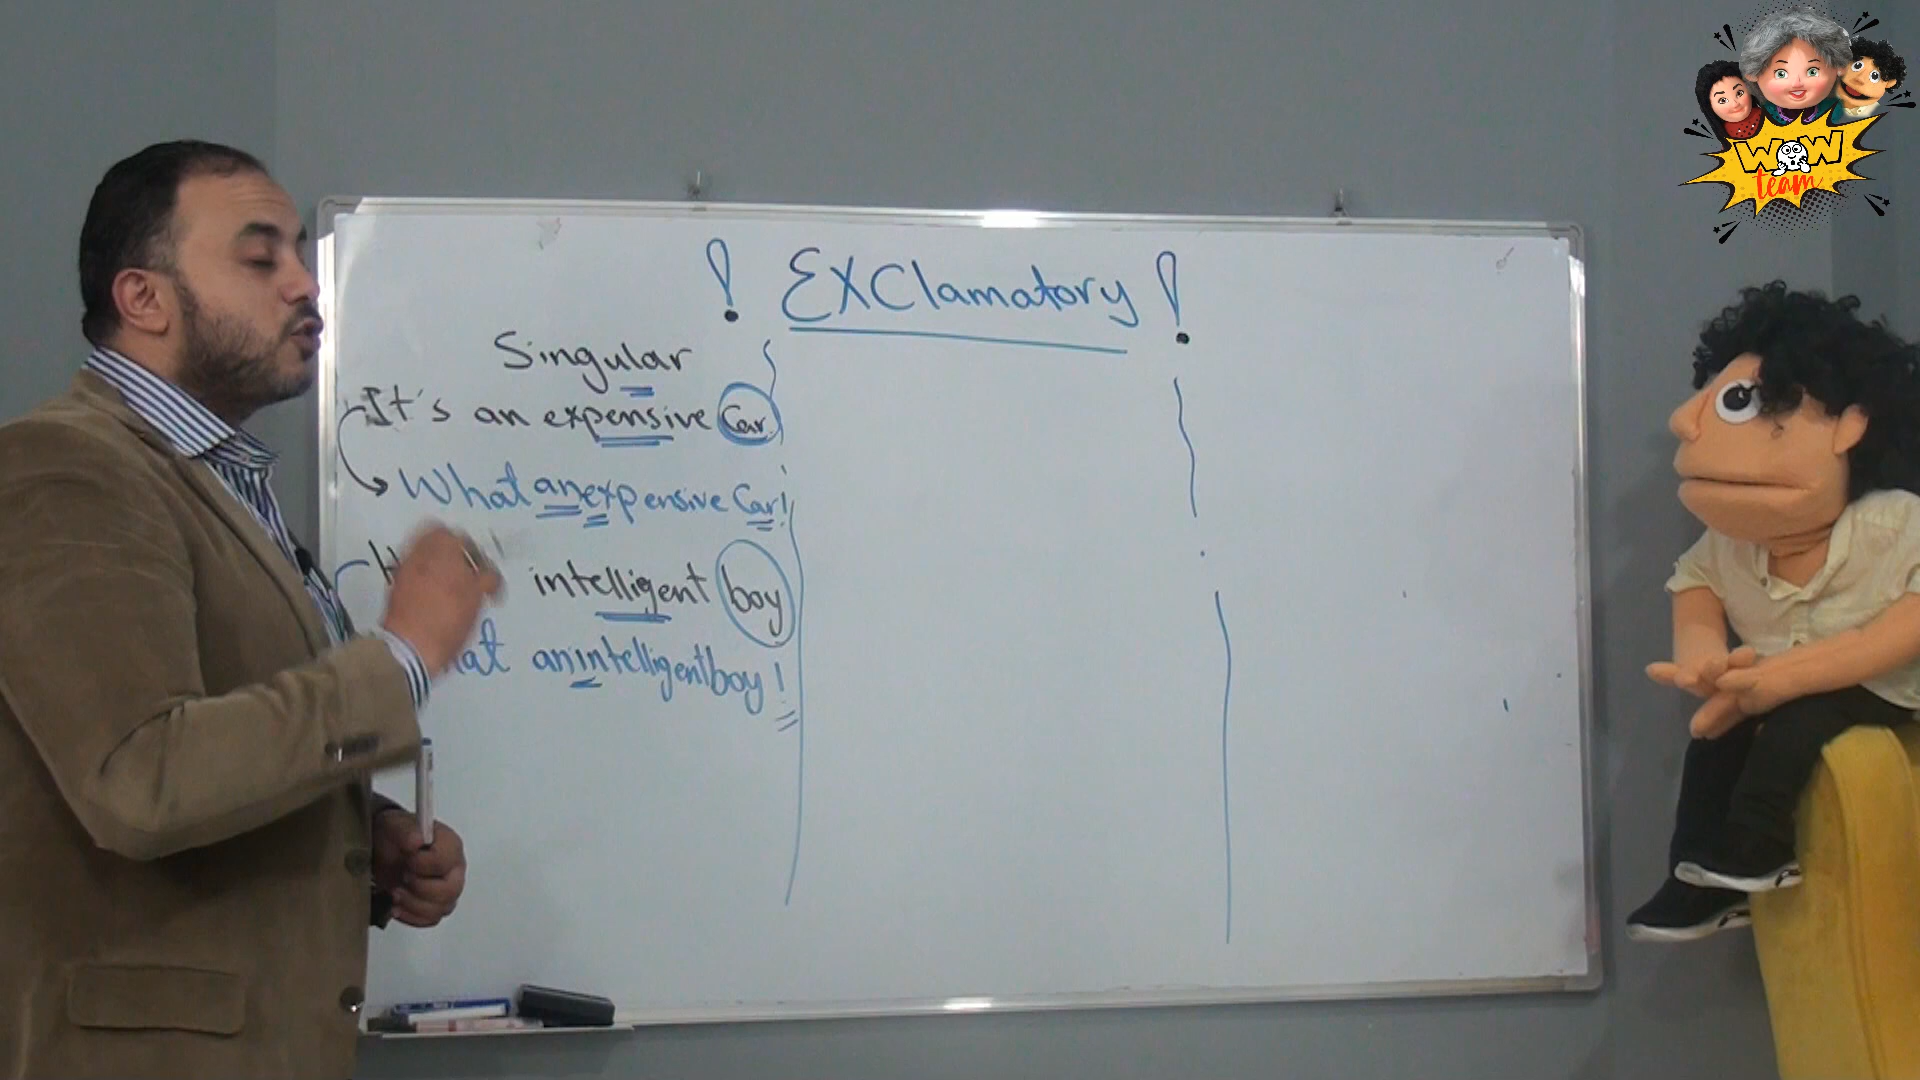 ! EXClamatory !
Singular
It's an expensive Car
What an expensive Car!
intelligent boy
an intelligent boy!
WOW
team